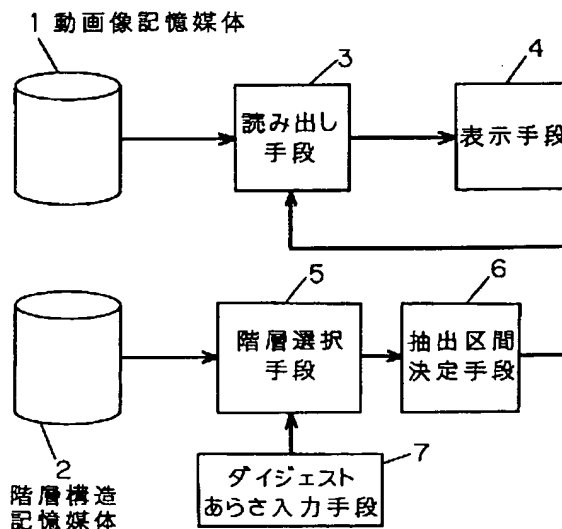 1 動画像記憶媒体
3
読み出し
手段
4
表示手段
5
階層選択
手段
6
抽出区間
決定手段
2
階層構造
記憶媒体
7
ダイジェスト
あらさ入力手段